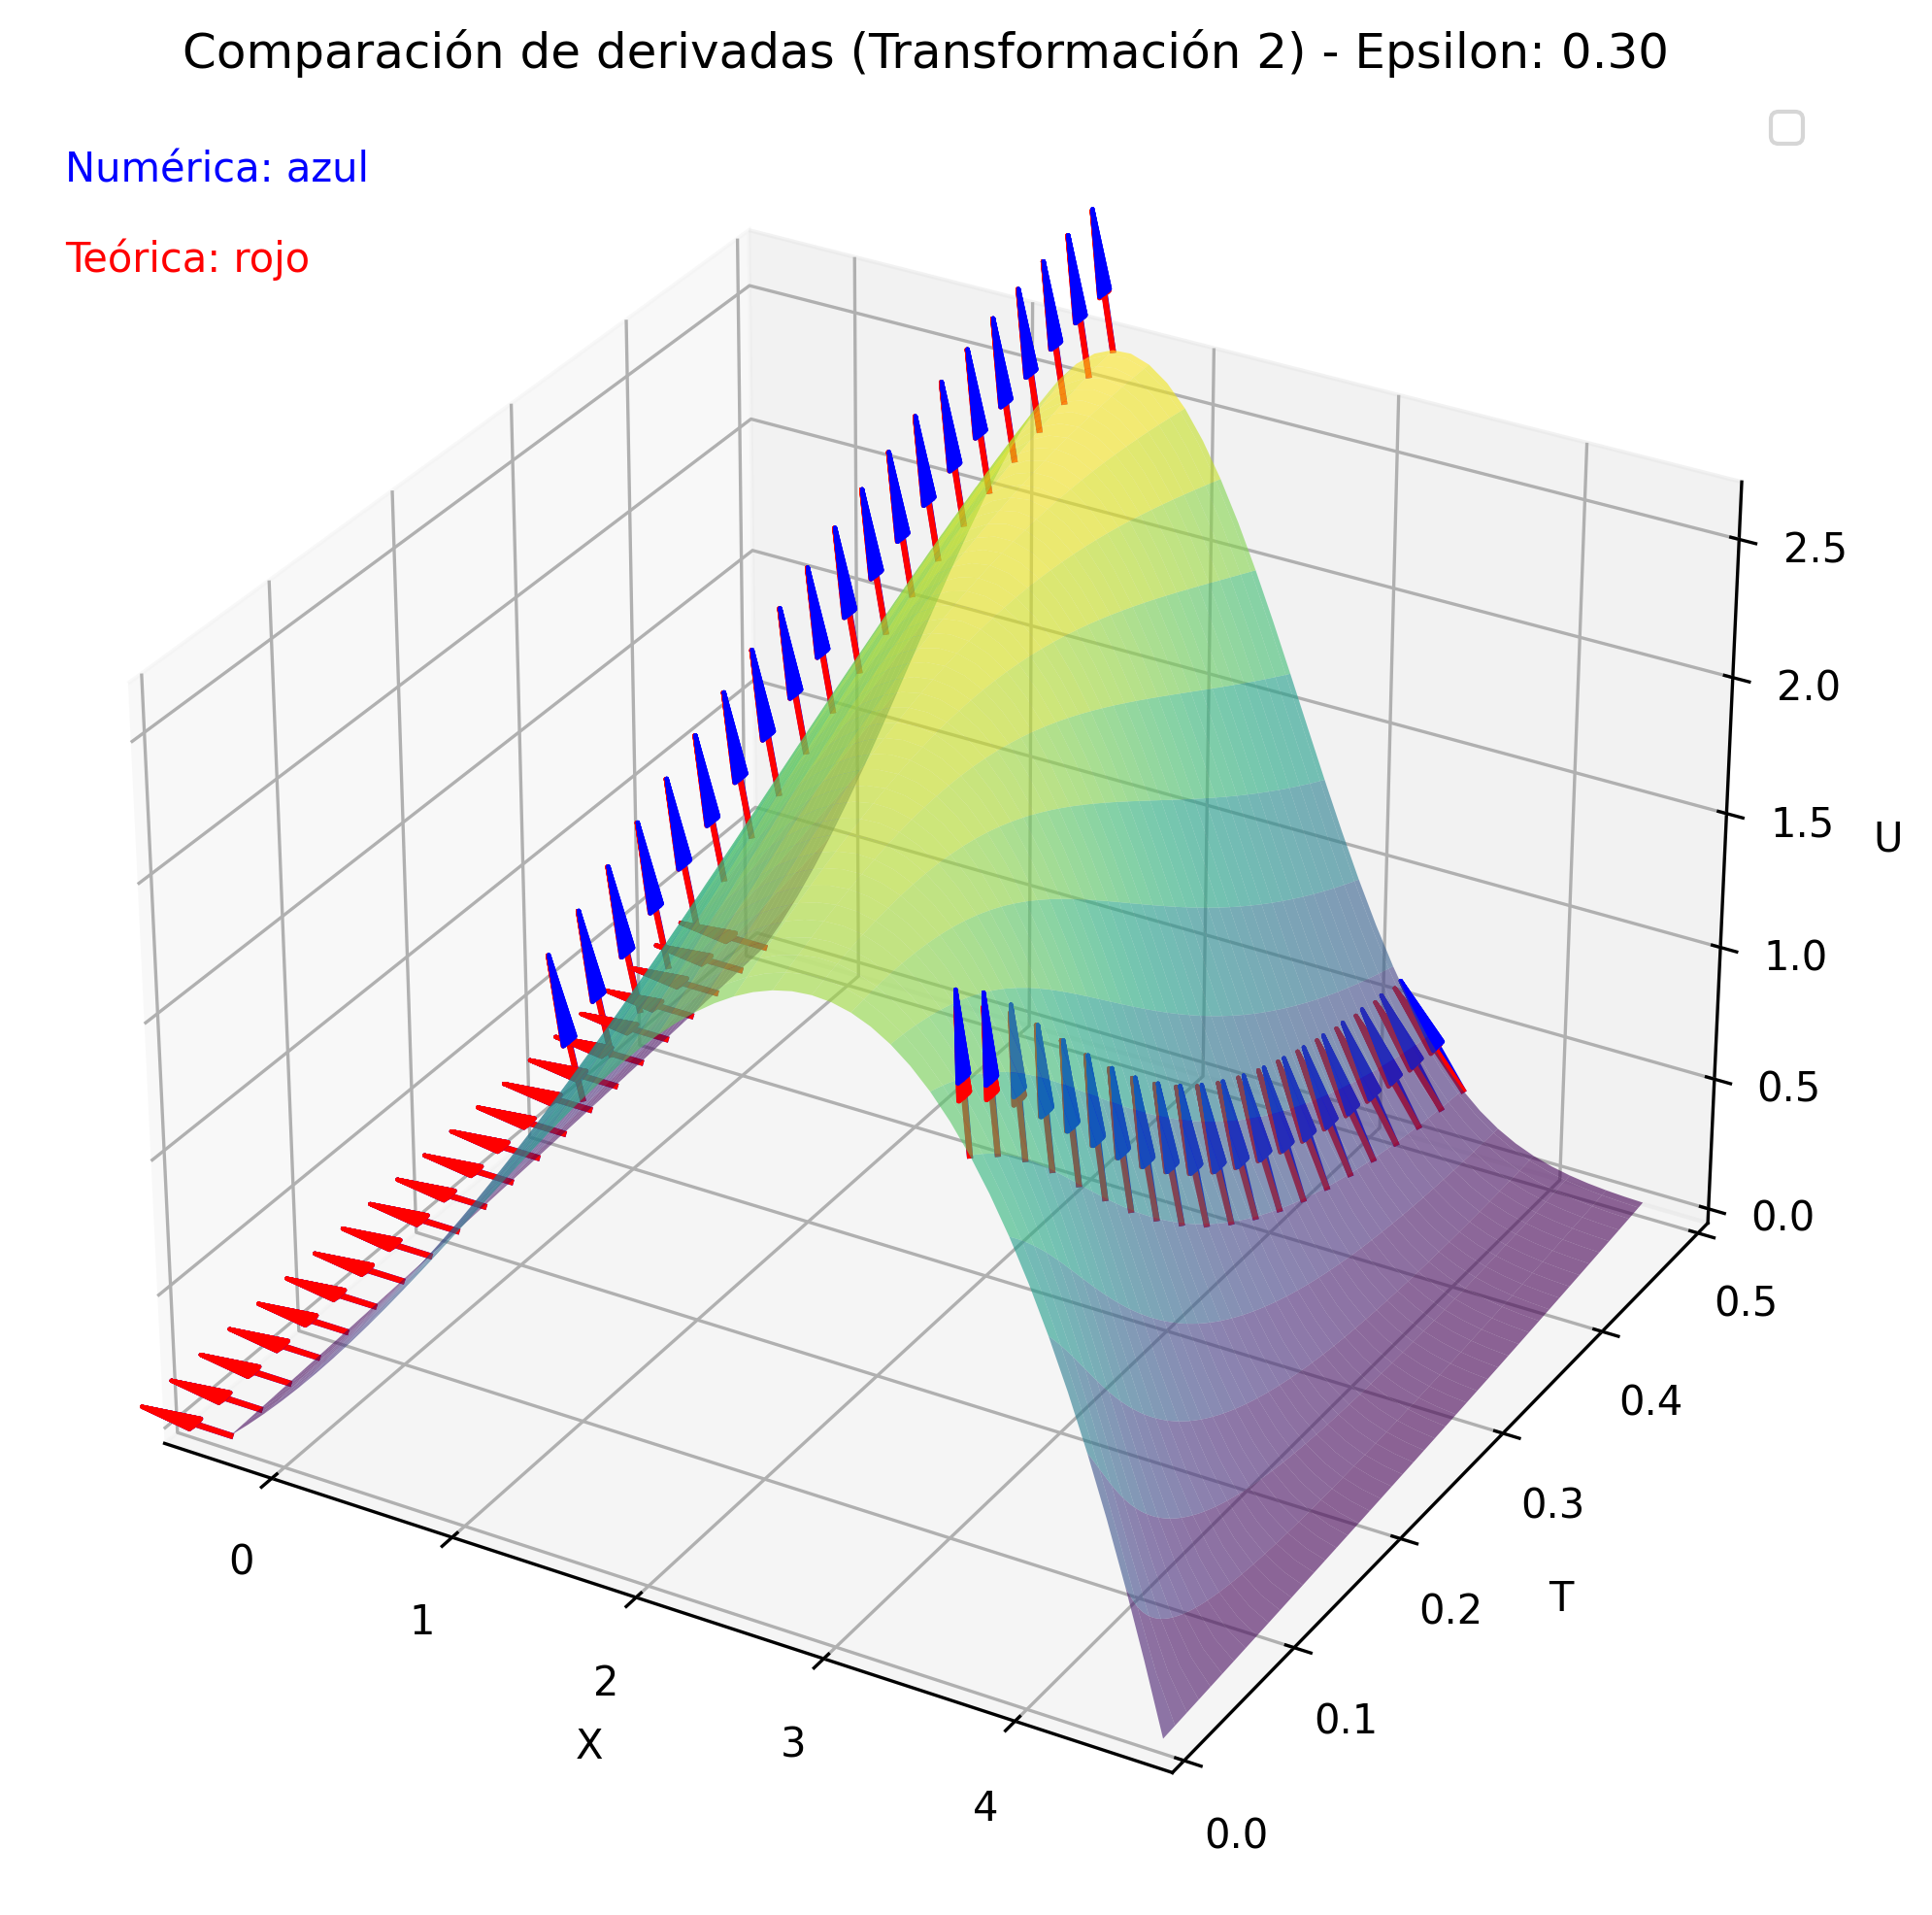 Comparación de derivadas (Transformación 2) - Epsilon: 0.30
Numérica: azul
Teórica: rojo
2.5
2.0
1.5
U
1.0
0.5
0.0
0.5
0.4
0.3
0.2
T
0.1
0.0
0
1
2
X
3
4